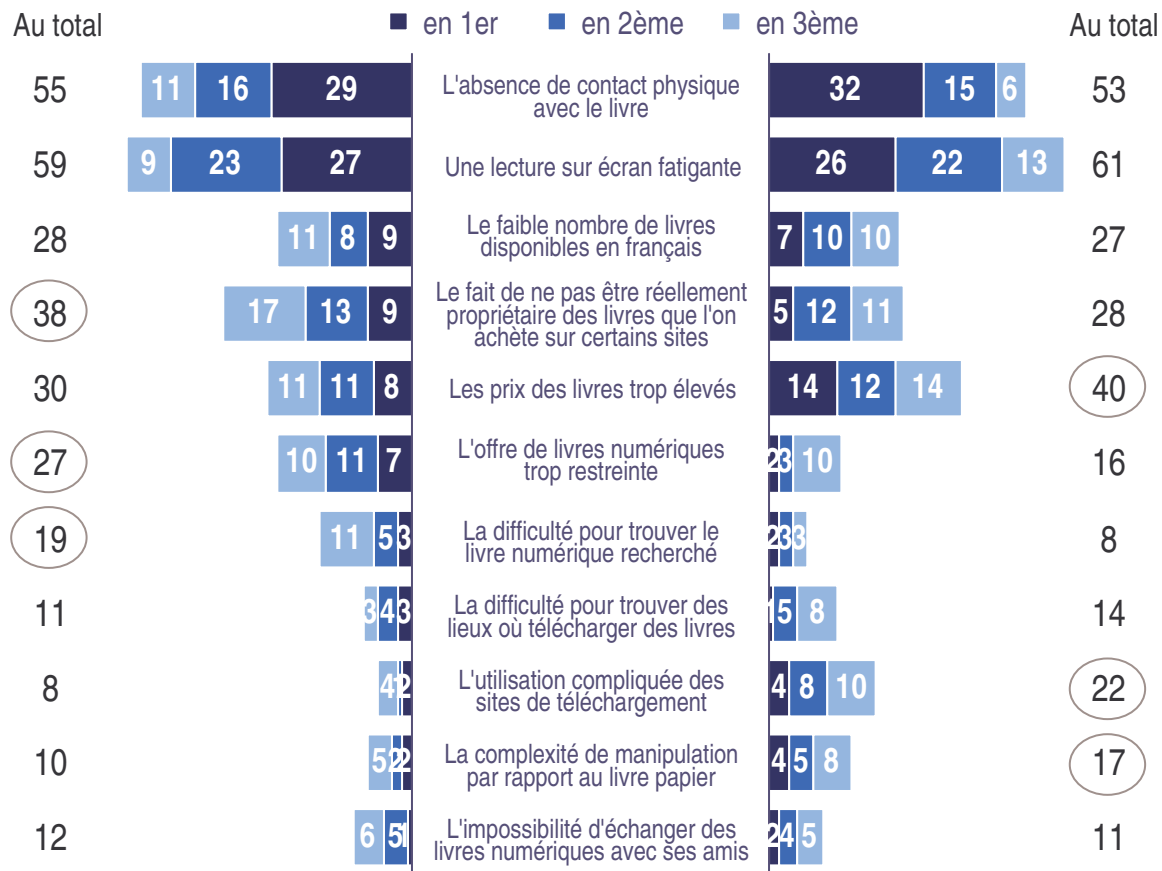 Au total
en 1er en 2ème en 3ème
Au total
55 11 16 29 L'absence de contact physique 32 15 6 53
avec le livre
59 9 23 27 Une lecture sur écran fatigante 26 22 13 61
28 11 8 9 Le faible nombre de livres 7 10 10 27
disponibles en français
38 17 13 9 Le fait de ne pas être réellement 5 12 11 28
propriétaire des livres que l'on
achète sur certains sites
30 11 11 8 Les prix des livres trop élevés 14 12 14 40
27 10 11 7 L'offre de livres numériques 2 3 10 16
trop restreinte
19 11 5 3 La difficulté pour trouver le 2 3 3 8
livre numérique recherché
11 3 4 3 La difficulté pour trouver des 1 5 8 14
lieux où télécharger des livres
8 4 1 2 L'utilisation compliquée des 4 8 10 22
sites de téléchargement
10 5 2 2 La complexité de manipulation 4 5 8 17
par rapport au livre papier
12 6 5 1 L'impossibilité d'échanger des 2 4 5 11
livres numériques avec ses amis